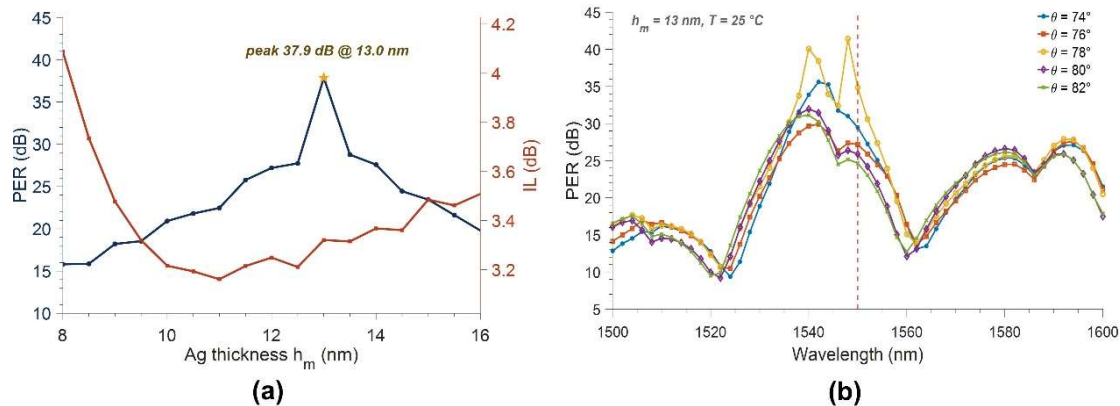 peak 37.9 dB @ 13.0 nm
PER (dB)
45
40
35
30
25
20
15
10
8
10
12
14
16
Ag thickness h_m (nm)
4.2
4
3.8
3.6
3.4
3.2
IL (dB)
(a)
h_m = 13 nm, T = 25 °C
θ = 74°
θ = 76°
θ = 78°
θ = 80°
θ = 82°
PER (dB)
45
40
35
30
25
20
15
10
5
1500
1520
1540
1560
1580
1600
Wavelength (nm)
(b)